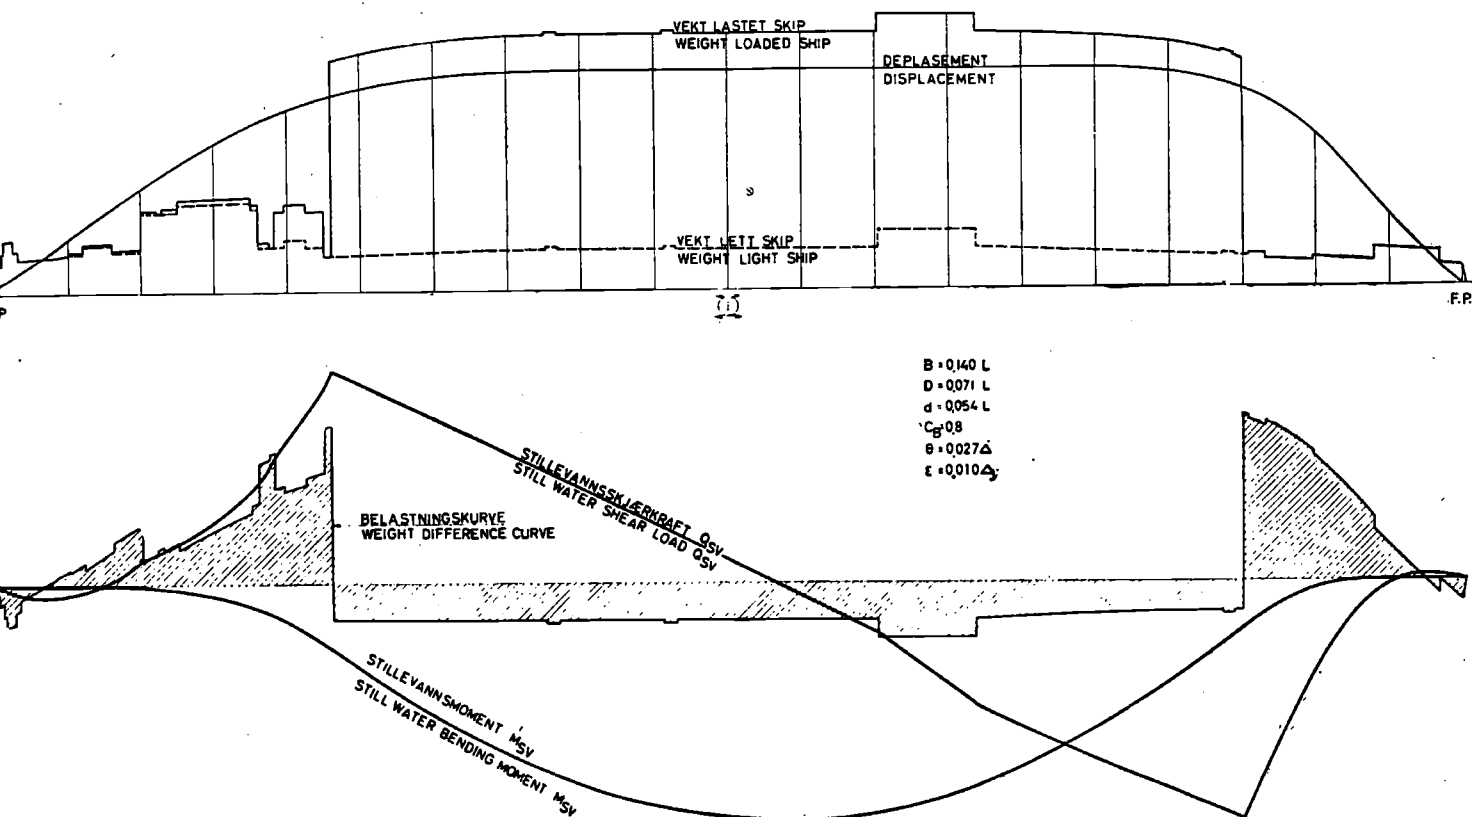 VEKT LASTET SKIP
WEIGHT LOADED SHIP
DEPLASEMENT
DISPLACEMENT
VEKT LETT SKIP
WEIGHT LIGHT SHIP
P
F.P.
B = 0,140 L
D = 0,071 L
d = 0,054 L
C_B = 0,8
θ = 0,027Δ
ε = 0,010Δ
STILLEVANNSSKJÆRKRAFT Q_SV
STILL WATER SHEAR LOAD Q_SV
BELASTNINGSKURVE
WEIGHT DIFFERENCE CURVE
STILLEVANNSMOMENT M_SV
STILL WATER BENDING MOMENT M_SV